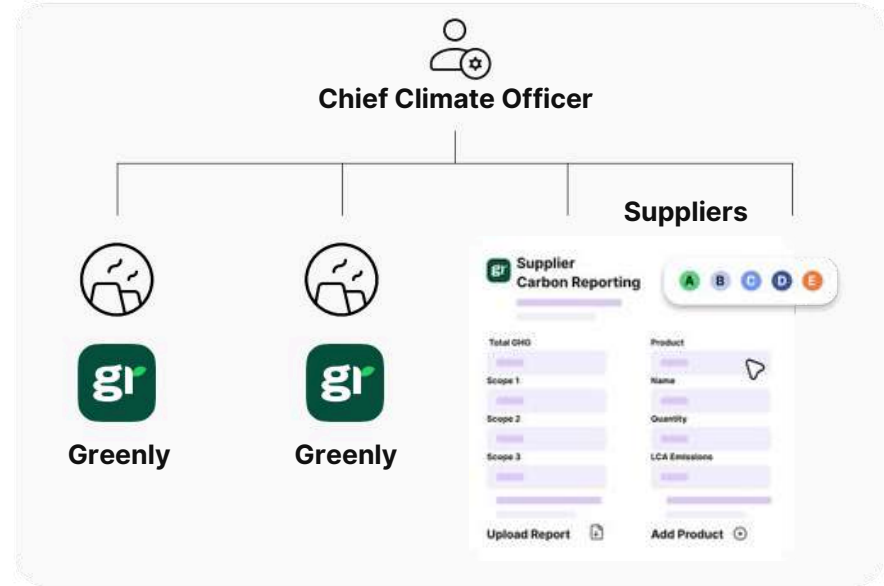 Chief Climate Officer
Suppliers
gr
Supplier
Carbon Reporting
A B C D E
Total GHG
Product
Scope 1
Name
Scope 2
Quantity
Scope 3
LCA Emissions
Upload Report
Add Product
gr
Greenly
gr
Greenly